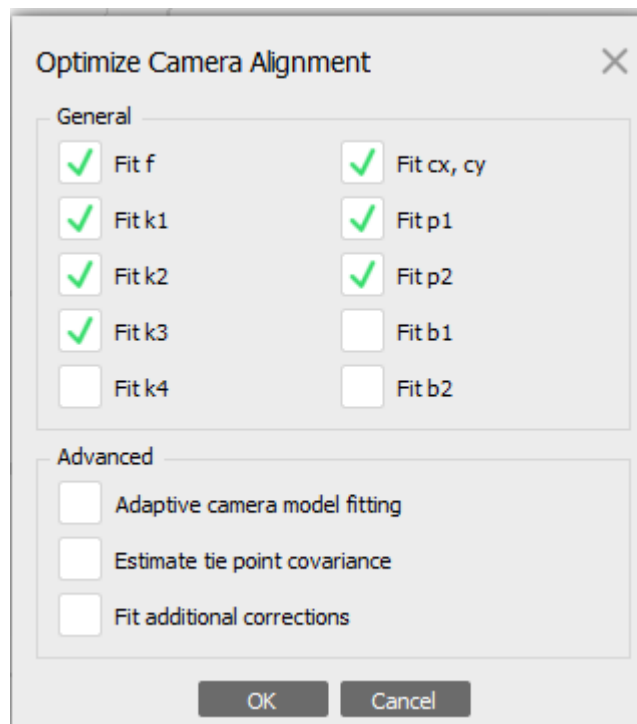 Optimize Camera Alignment
General
Fit f
Fit cx, cy
Fit k1
Fit p1
Fit k2
Fit p2
Fit k3
Fit b1
Fit k4
Fit b2
Advanced
Adaptive camera model fitting
Estimate tie point covariance
Fit additional corrections
OK
Cancel